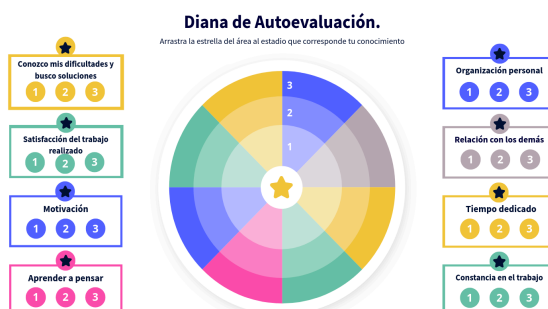 Diana de Autoevaluación.
Arrastra la estrella del área al estadio que corresponde tu conocimiento
Conozco mis dificultades y
busco soluciones
1 2 3
Satisfacción del trabajo
realizado
1 2 3
Motivación
1 2 3
Aprender a pensar
1 2 3
3
2
1
Organización personal
1 2 3
Relación con los demás
1 2 3
Tiempo dedicado
1 2 3
Constancia en el trabajo
1 2 3